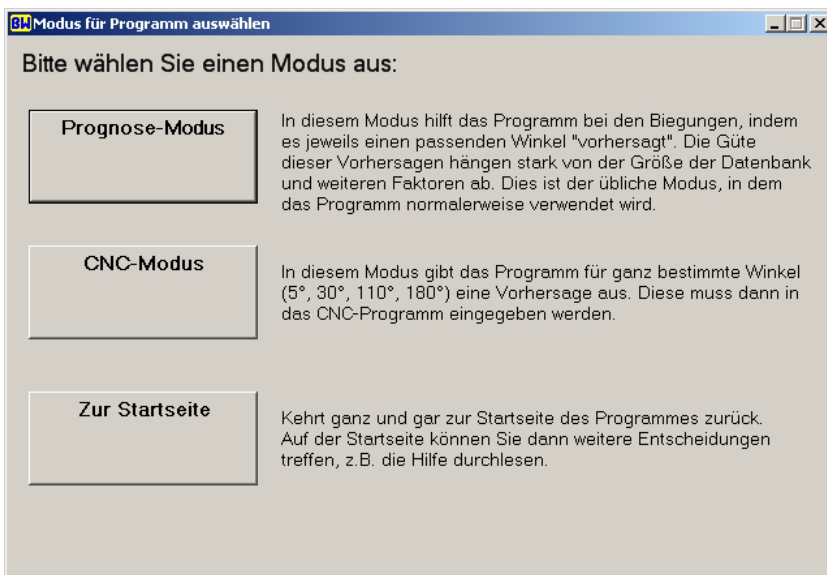 BW Modus für Programm auswählen
Bitte wählen Sie einen Modus aus:
Prognose-Modus
In diesem Modus hilft das Programm bei den Biegungen, indem
es jeweils einen passenden Winkel "vorhersagt". Die Güte
dieser Vorhersagen hängen stark von der Größe der Datenbank
und weiteren Faktoren ab. Dies ist der übliche Modus, in dem
das Programm normalerweise verwendet wird.
CNC-Modus
In diesem Modus gibt das Programm für ganz bestimmte Winkel
(5°, 30°, 110°, 180°) eine Vorhersage aus. Diese muss dann in
das CNC-Programm eingegeben werden.
Zur Startseite
Kehrt ganz und gar zur Startseite des Programmes zurück.
Auf der Startseite können Sie dann weitere Entscheidungen
treffen, z.B. die Hilfe durchlesen.